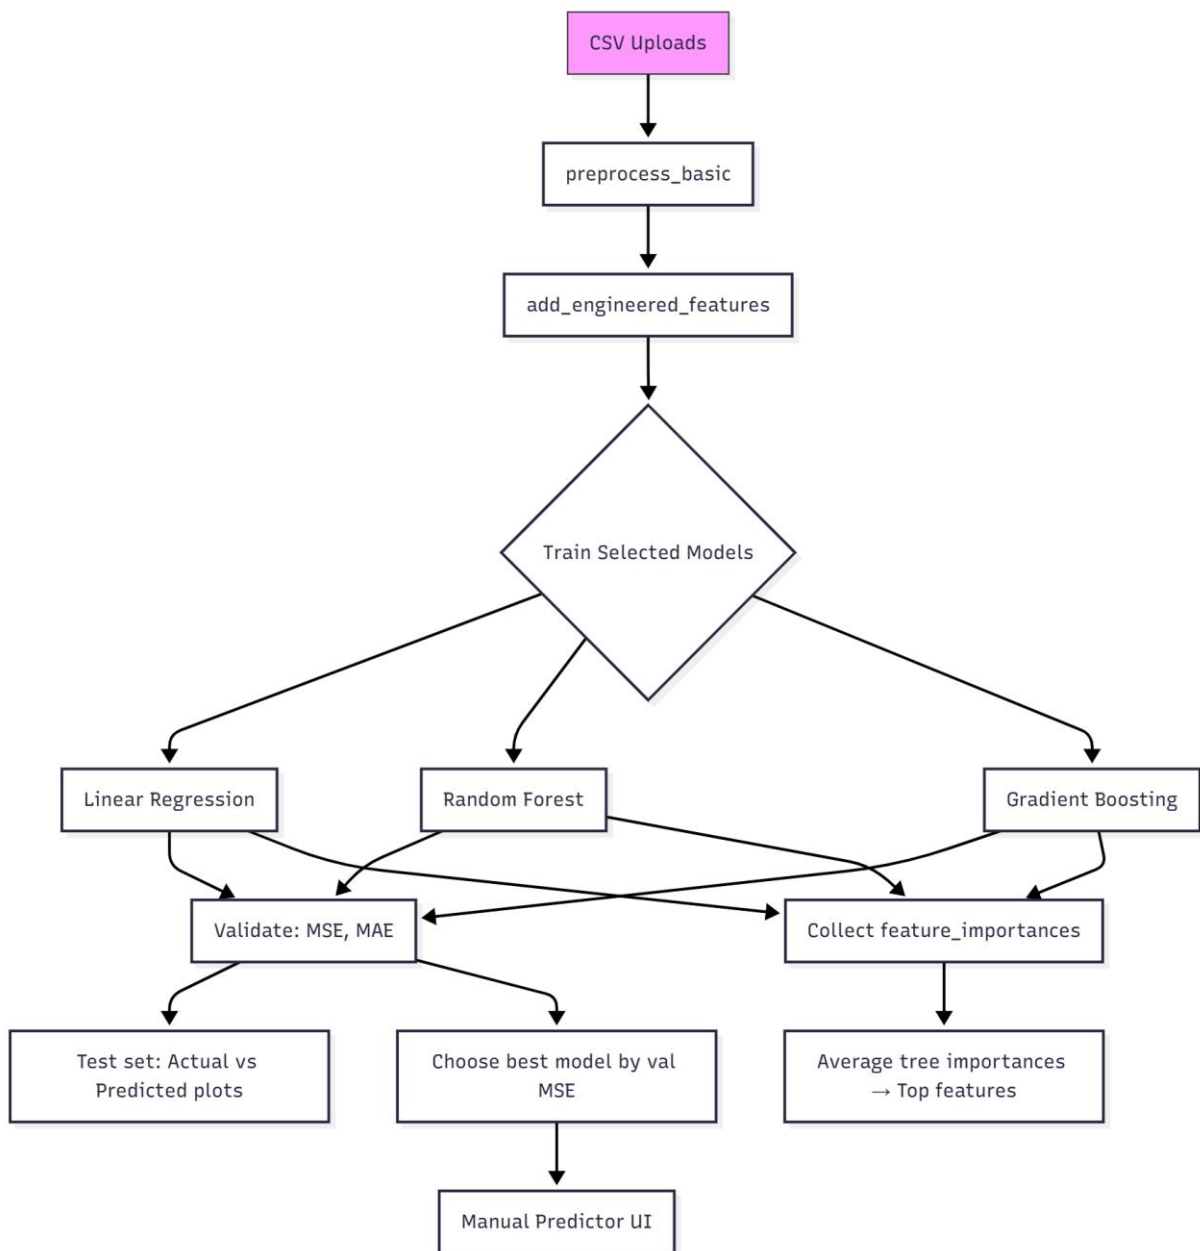 CSV Uploads
preprocess_basic
add_engineered_features
Train Selected Models
Linear Regression
Random Forest
Gradient Boosting
Validate: MSE, MAE
Collect feature_importances
Test set: Actual vs
Predicted plots
Choose best model by val
MSE
Average tree importances
→ Top features
Manual Predictor UI